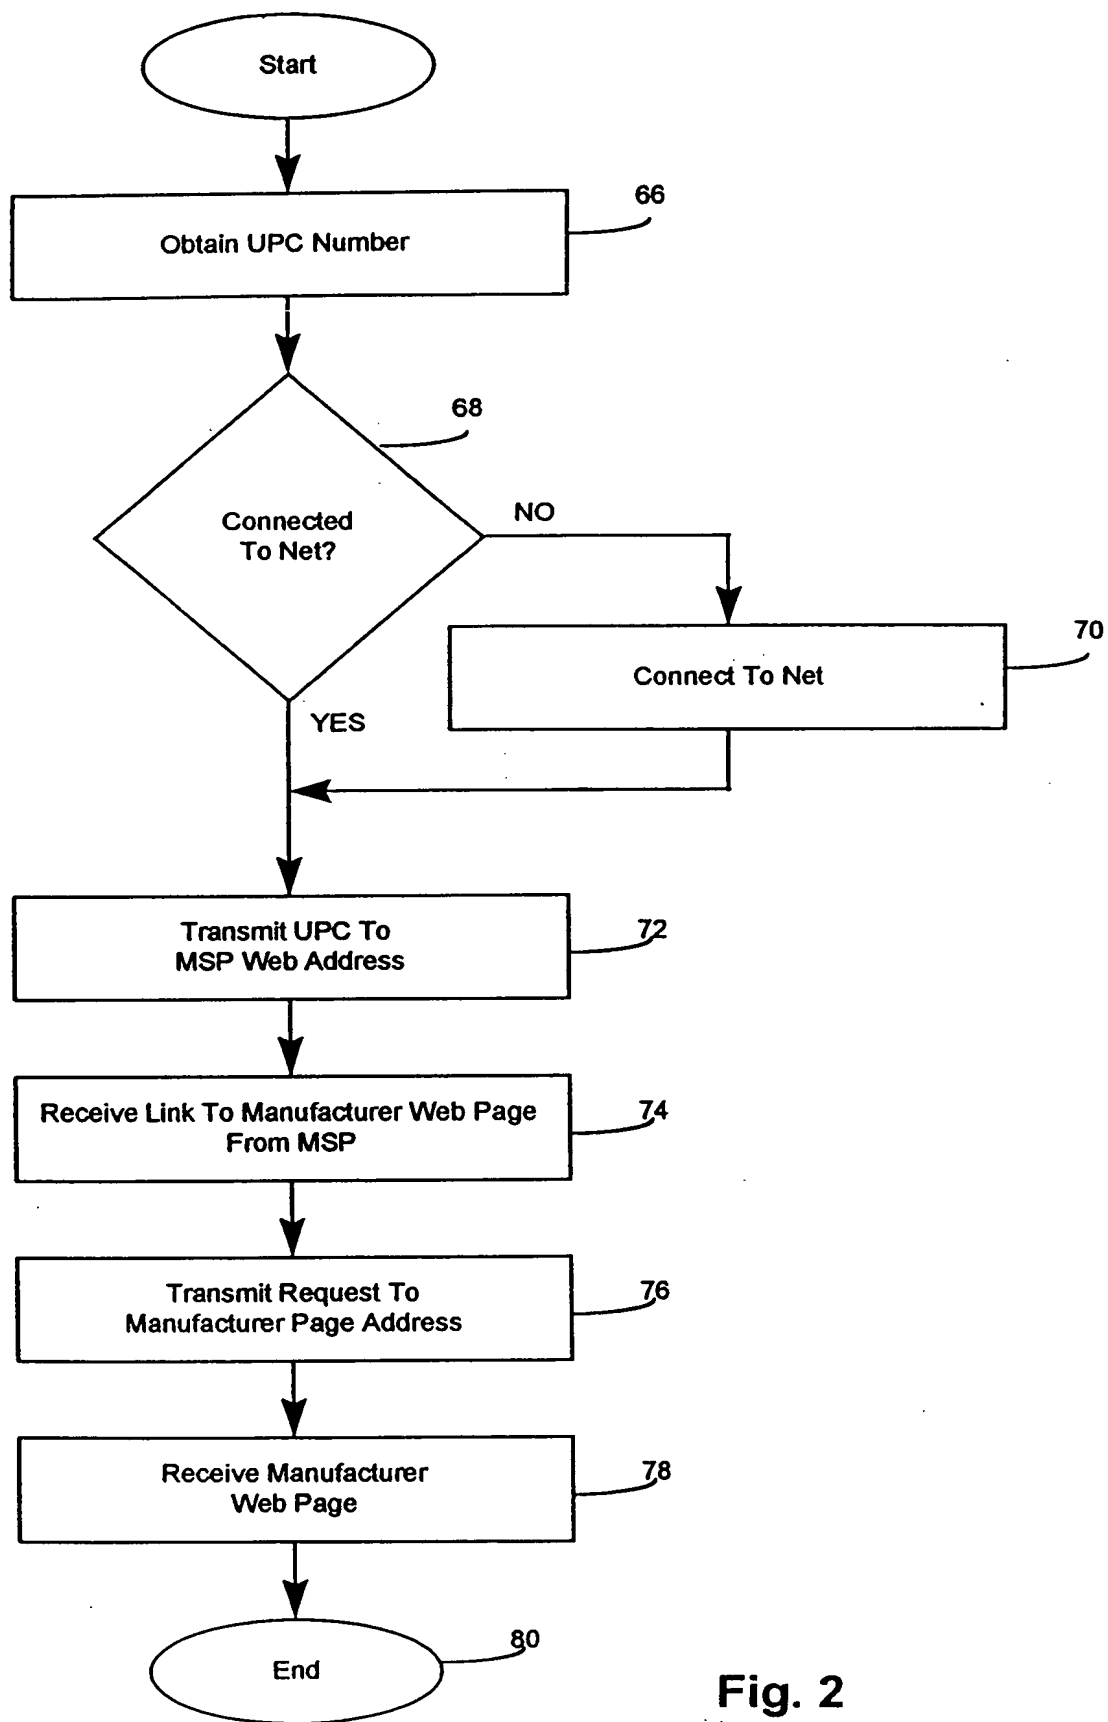 Start
66
Obtain UPC Number
68
Connected
To Net?
NO
70
Connect To Net
YES
Transmit UPC To
MSP Web Address
72
Receive Link To Manufacturer Web Page
From MSP
74
Transmit Request To
Manufacturer Page Address
76
Receive Manufacturer
Web Page
78
80
End
Fig. 2